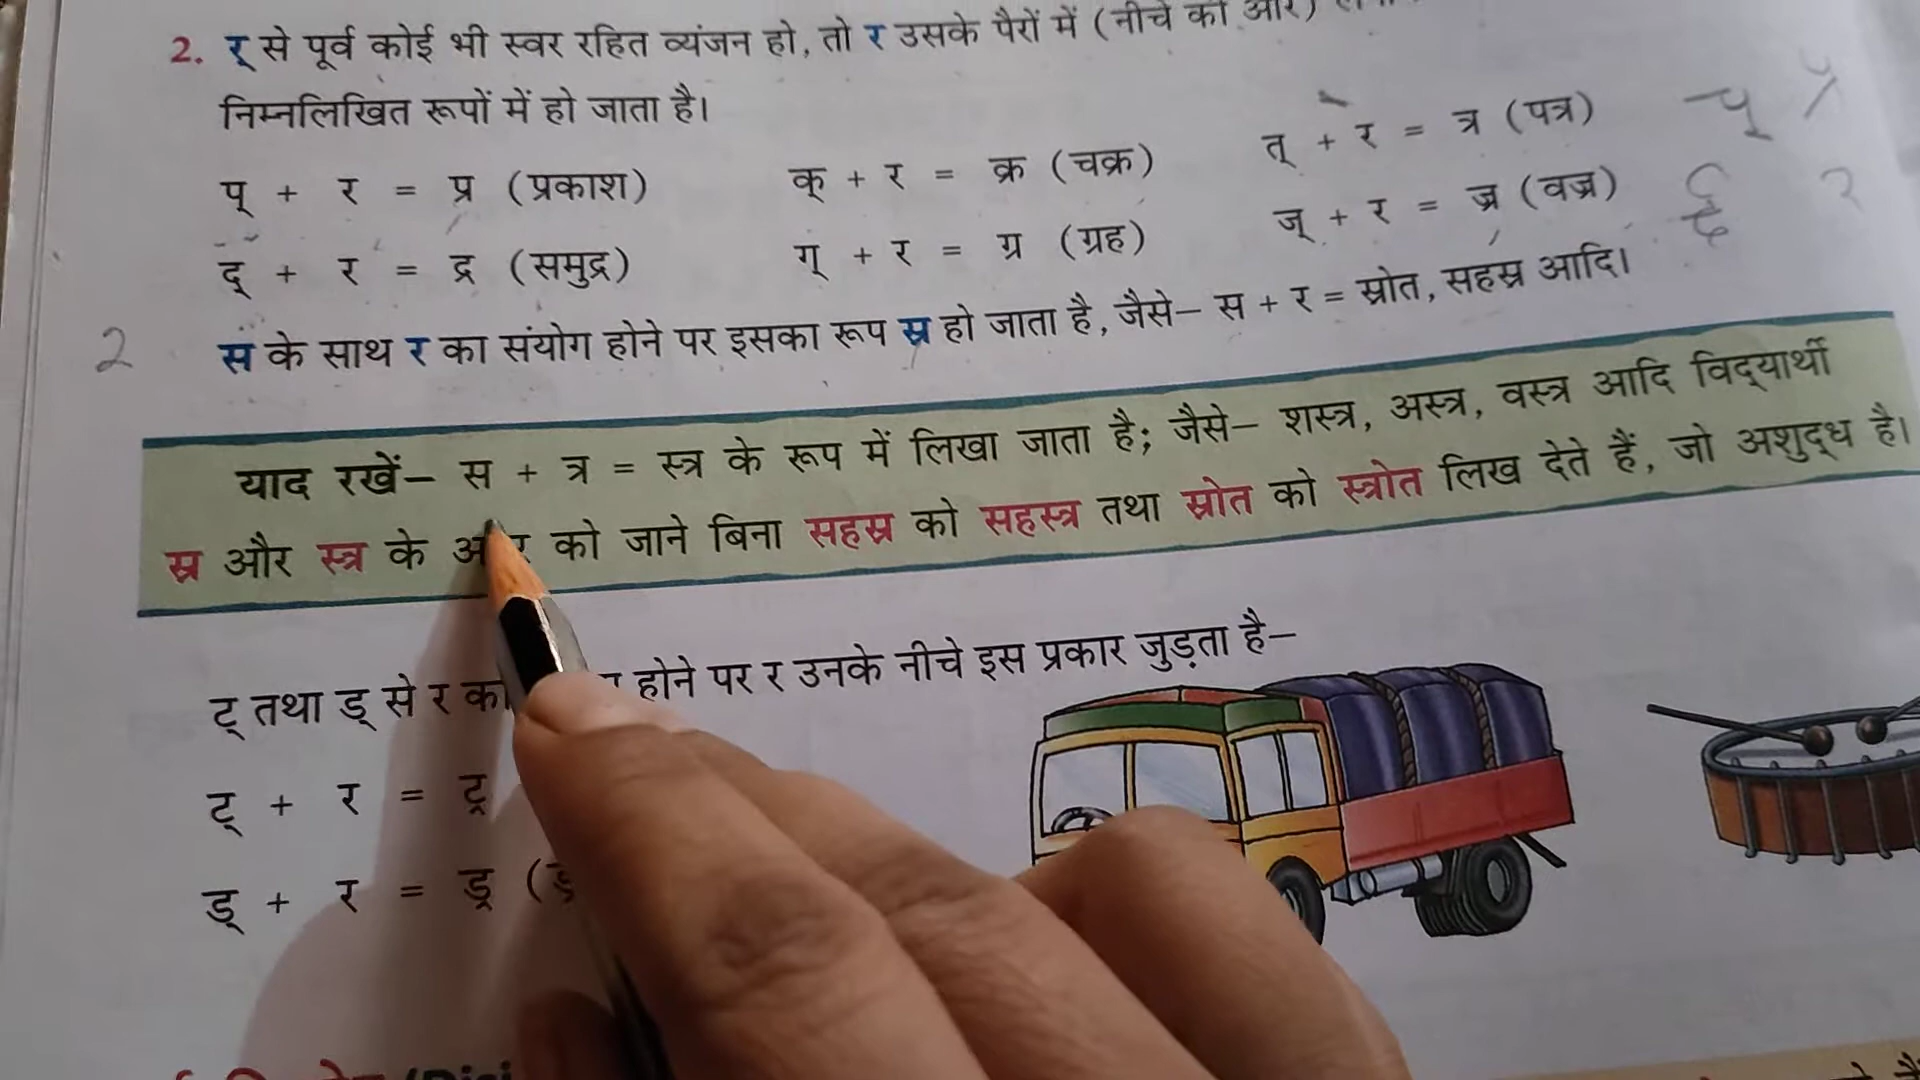 2. र् से पूर्व कोई भी स्वर रहित व्यंजन हो, तो र उसके पैरों में (नीचे की ओर)
निम्नलिखित रूपों में हो जाता है।
प् + र = प्र (प्रकाश) क् + र = क्र (चक्र) त् + र = त्र (पत्र)
द् + र = द्र (समुद्र) ग् + र = ग्र (ग्रह) ज् + र = ज्र (वज्र)
2 स के साथ र का संयोग होने पर इसका रूप स्र हो जाता है, जैसे– स + र = स्रोत, सहस्र आदि।
याद रखें– स + त्र = स्त्र के रूप में लिखा जाता है; जैसे– शस्त्र, अस्त्र, वस्त्र आदि विद्‌यार्थी
स्र और स्त्र के को जाने बिना सहस्र को सहस्त्र तथा स्रोत को स्त्रोत लिख देते हैं, जो अशुद्‌ध है।
ट् तथा ड् से र का होने पर र उनके नीचे इस प्रकार जुड़ता है–
ट् + र = ट्र
ड् + र = ड्र